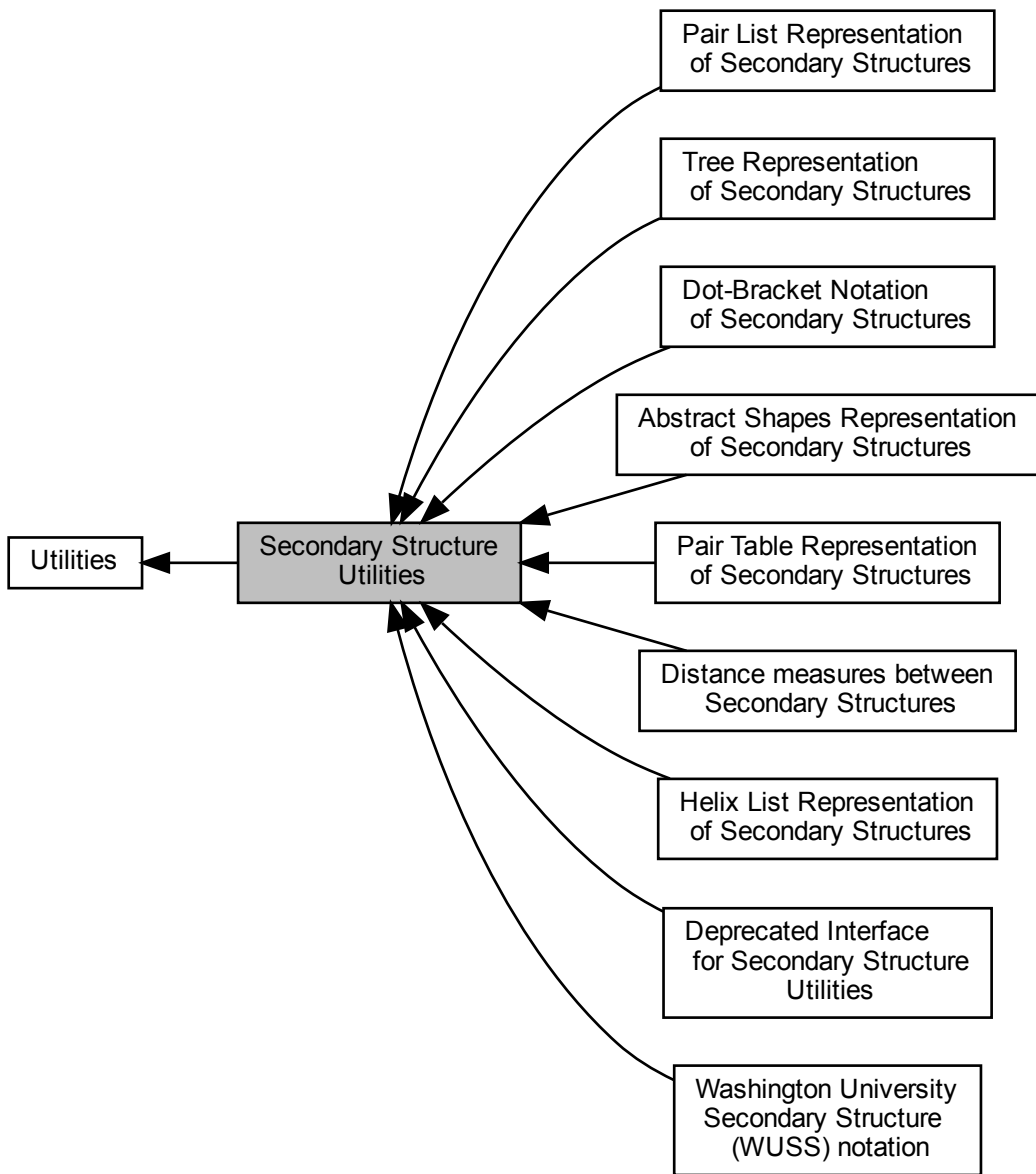 Pair List Representation
of Secondary Structures
Tree Representation
of Secondary Structures
Dot-Bracket Notation
of Secondary Structures
Abstract Shapes Representation
of Secondary Structures
Utilities
Secondary Structure
Utilities
Pair Table Representation
of Secondary Structures
Distance measures between
Secondary Structures
Helix List Representation
of Secondary Structures
Deprecated Interface
for Secondary Structure
Utilities
Washington University
Secondary Structure
(WUSS) notation